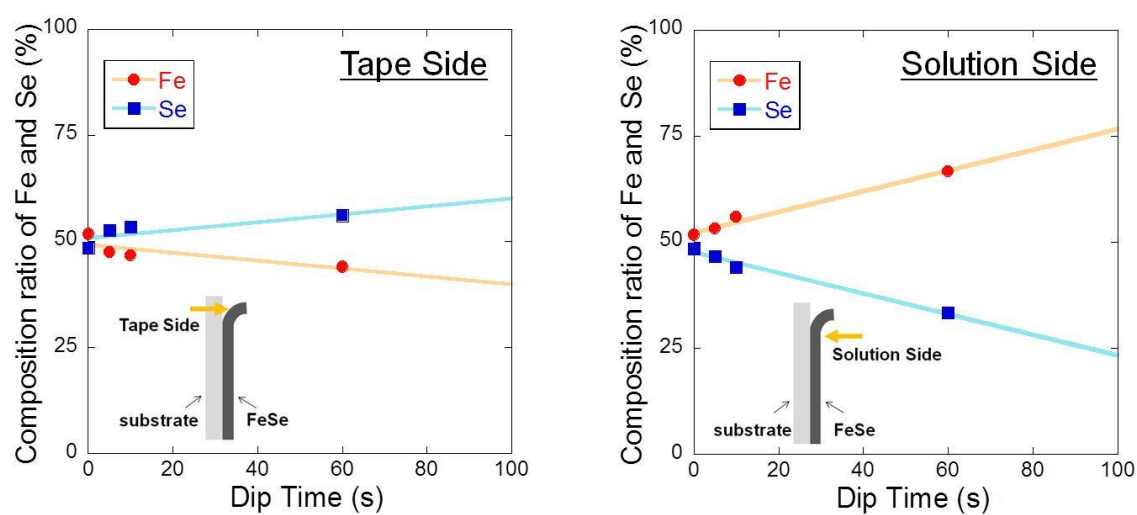 Composition ratio of Fe and Se (%)
100
75
50
25
0
Tape Side
Fe
Se
Tape Side
substrate
FeSe
0
20
40
60
80
100
Dip Time (s)
Composition ratio of Fe and Se (%)
100
75
50
25
0
Solution Side
Fe
Se
Solution Side
substrate
FeSe
0
20
40
60
80
100
Dip Time (s)